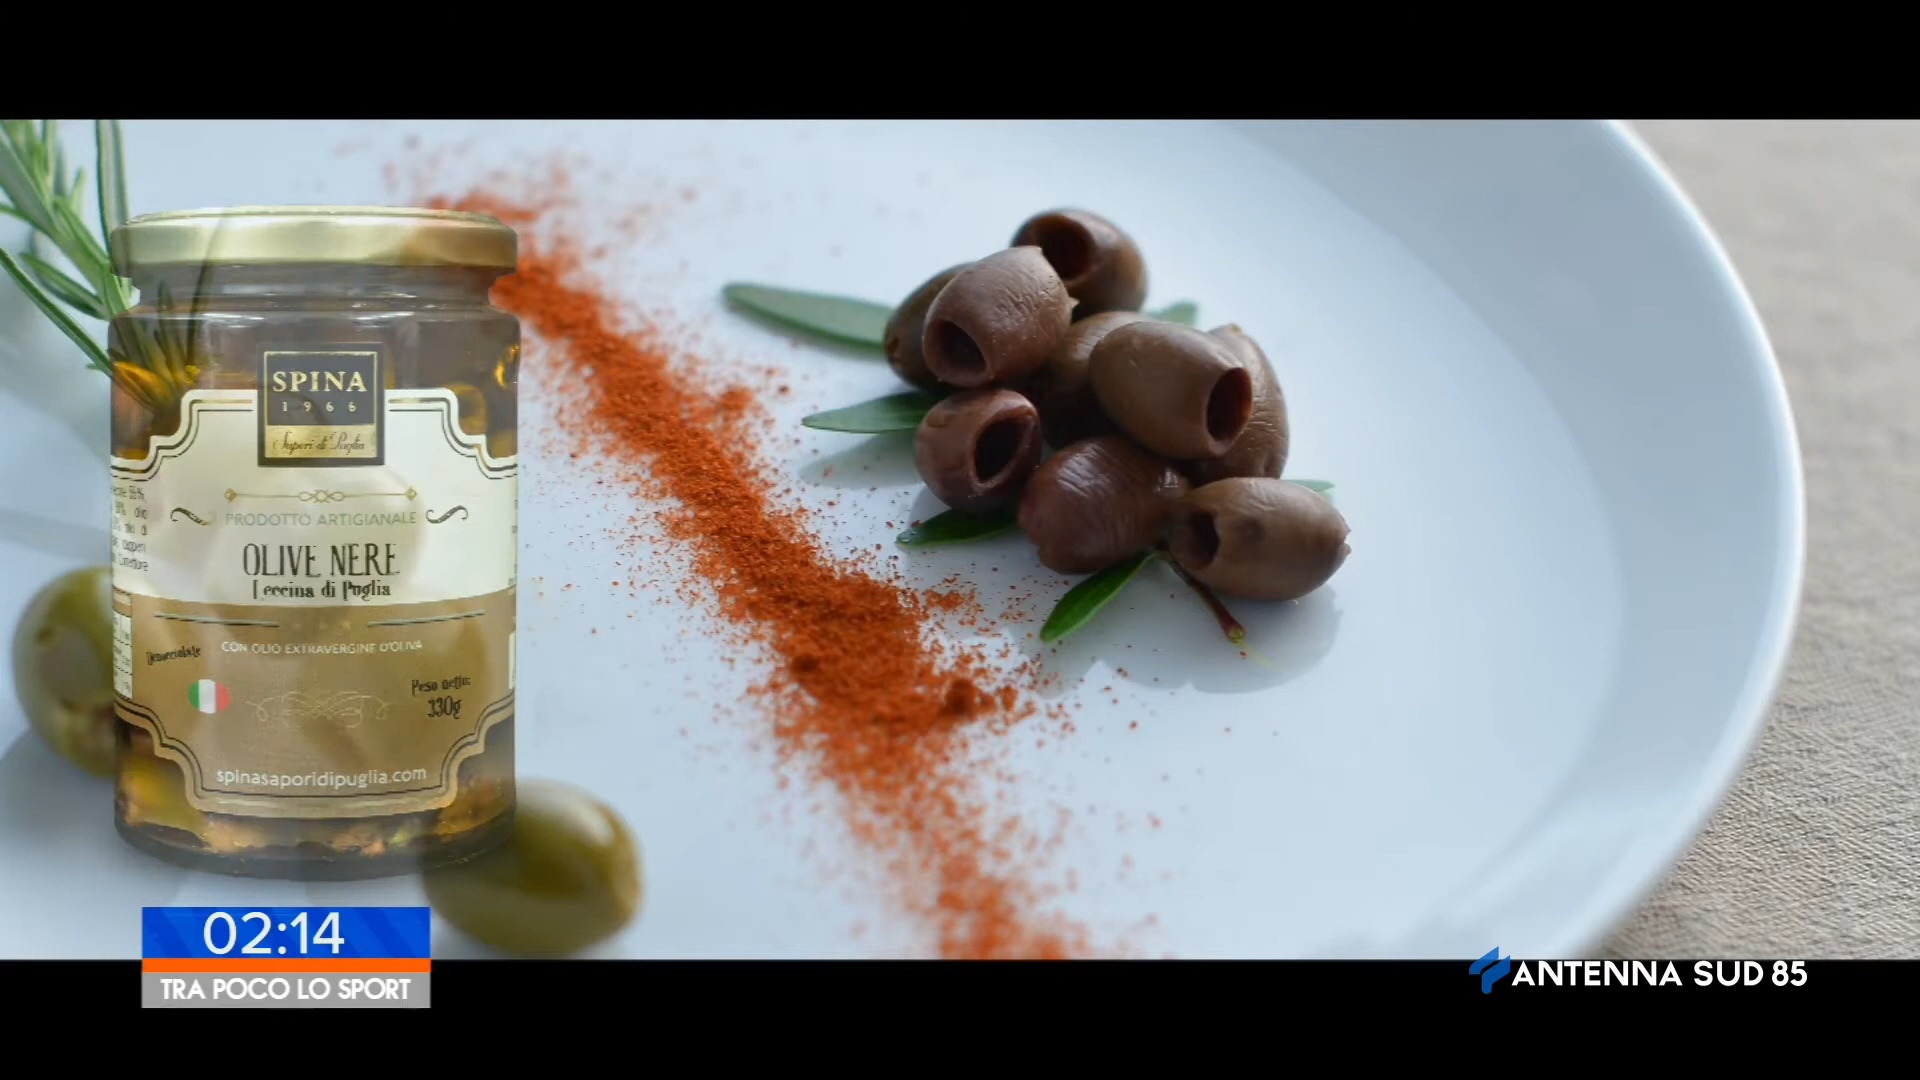 SPINA
1966
Sapori di Puglia
PRODOTTO ARTIGIANALE
OLIVE NERE
Leccina di Puglia
CON OLIO EXTRAVERGINE D'OLIVA
Denocciolate
Peso netto:
330g
spinasaporidipuglia.com
02:14
TRA POCO LO SPORT
ANTENNA SUD 85